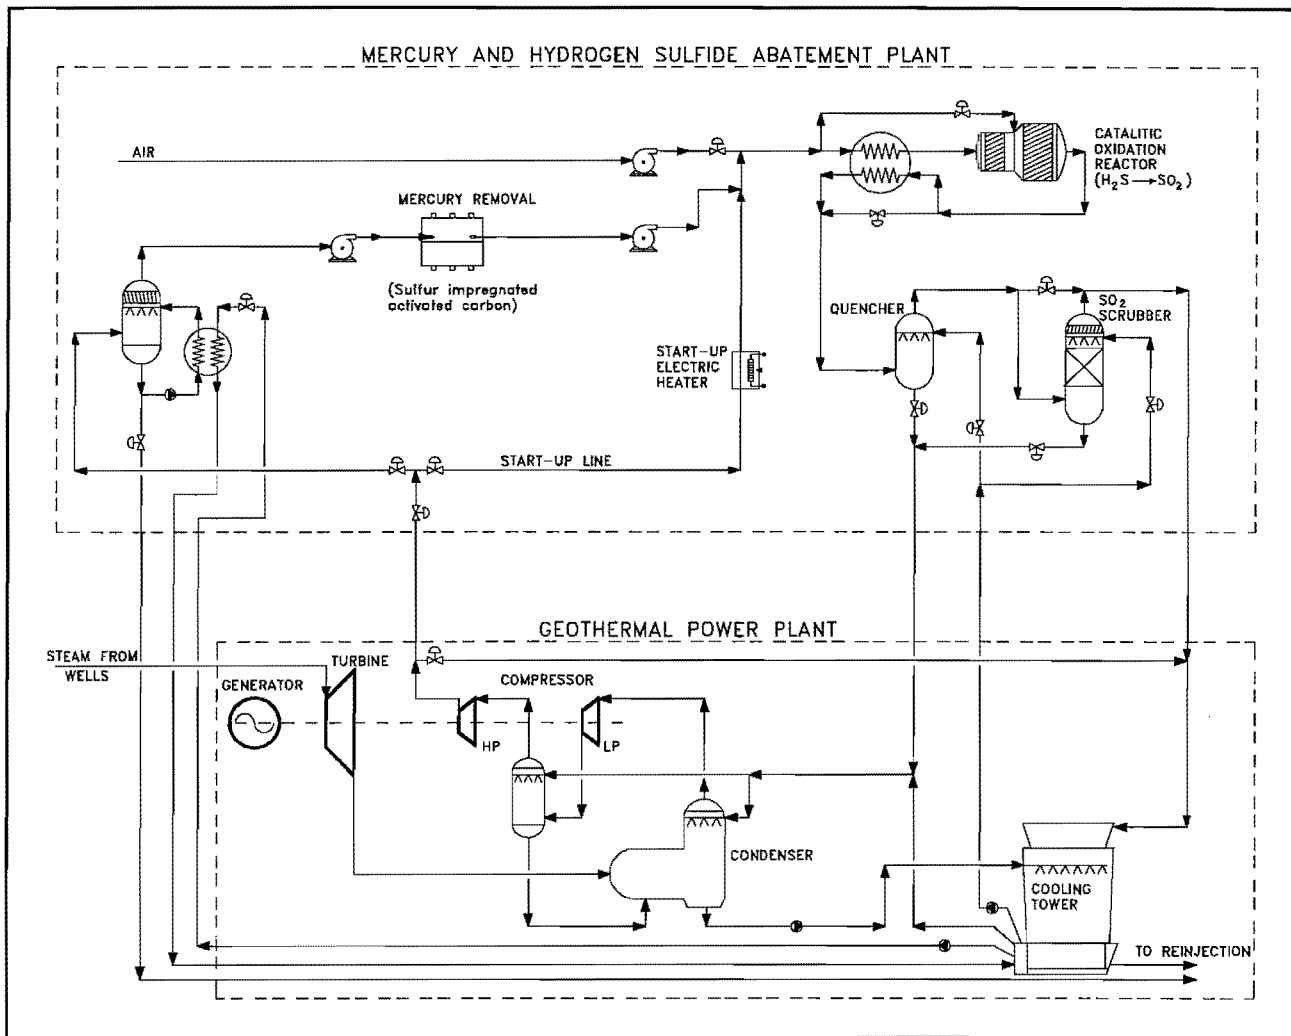 MERCURY AND HYDROGEN SULFIDE ABATEMENT PLANT
AIR
CATALITIC
OXIDATION
REACTOR
(H₂S→SO₂)
MERCURY REMOVAL
(Sulfur impregnated
activated carbon)
QUENCHER
SO₂
SCRUBBER
START-UP
ELECTRIC
HEATER
START-UP LINE
GEOTHERMAL POWER PLANT
STEAM FROM
WELLS
TURBINE
GENERATOR
COMPRESSOR
HP
LP
CONDENSER
COOLING
TOWER
TO REINJECTION